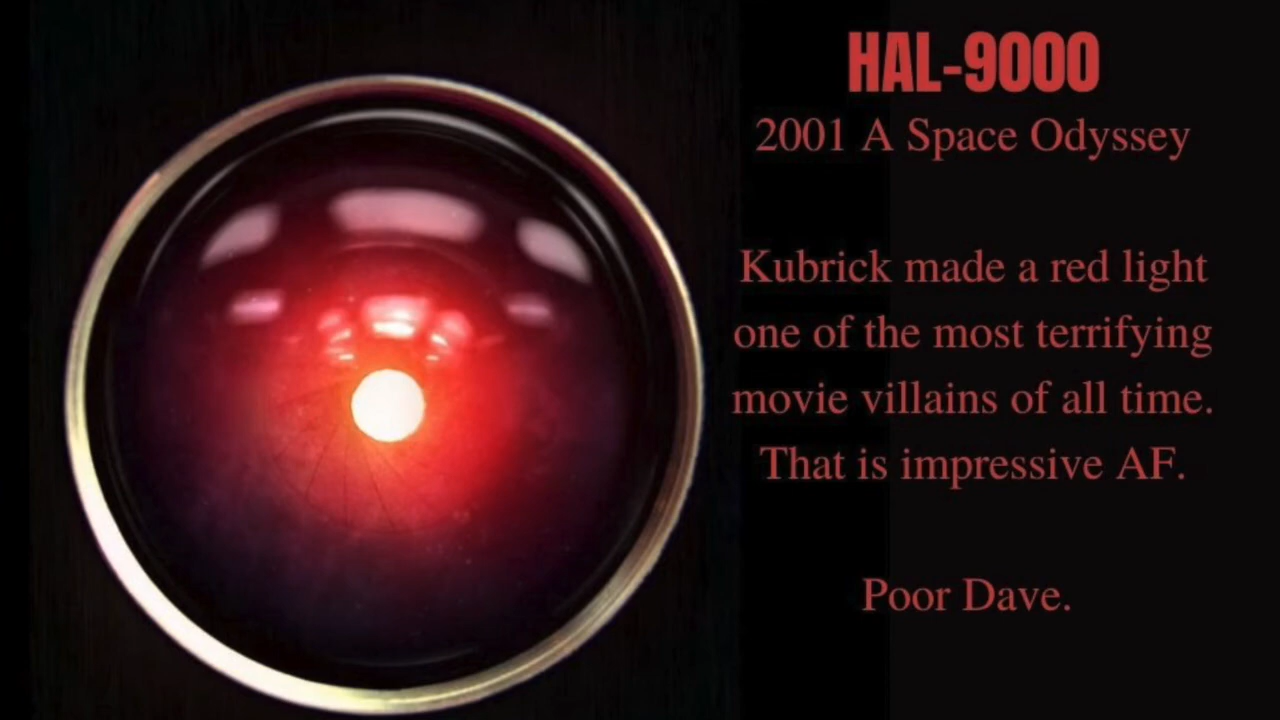 HAL-9000
2001 A Space Odyssey
Kubrick made a red light
one of the most terrifying
movie villains of all time.
That is impressive AF.
Poor Dave.